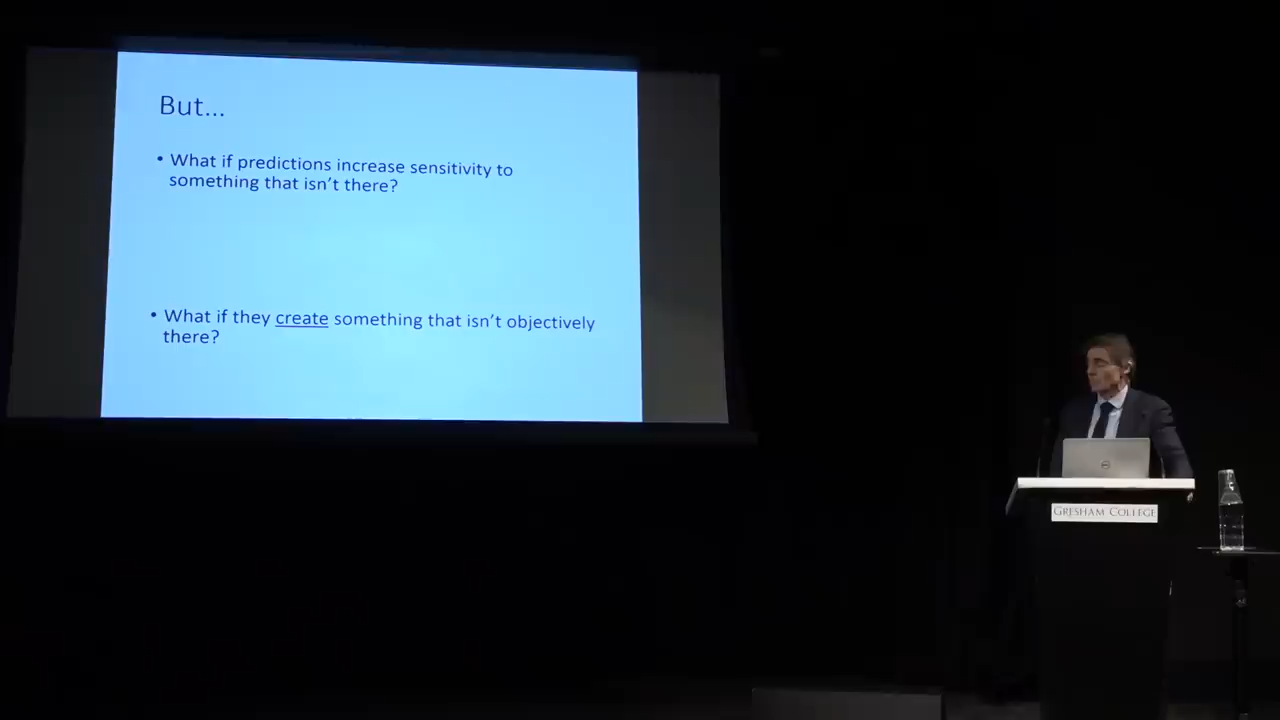 But...
• What if predictions increase sensitivity to
something that isn't there?
• What if they create something that isn't objectively
there?
GRESHAM COLLEGE